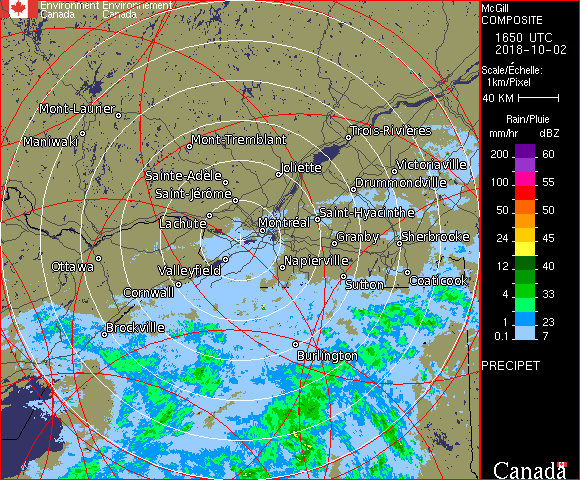 Environment Environnement
Canada Canada
McGill
COMPOSITE
1650 UTC
2018-10-02
Scale/Échelle:
1km/Pixel
40 KM
Rain/Pluie
mm/hr dBZ
200 60
100 55
50 50
24 45
12 40
4 33
1 23
0.1 7
PRECIPET
Canada
Mont-Laurier
Maniwaki
Mont-Tremblant
Trois-Rivières
Sainte-Adèle
Joliette
Victoriaville
Saint-Jérôme
Drummondville
Lachute
Montréal
Saint-Hyacinthe
Granby
Sherbrooke
Ottawa
Valleyfield
Napierville
Cornwall
Sutton
Coaticook
Brockville
Burlington